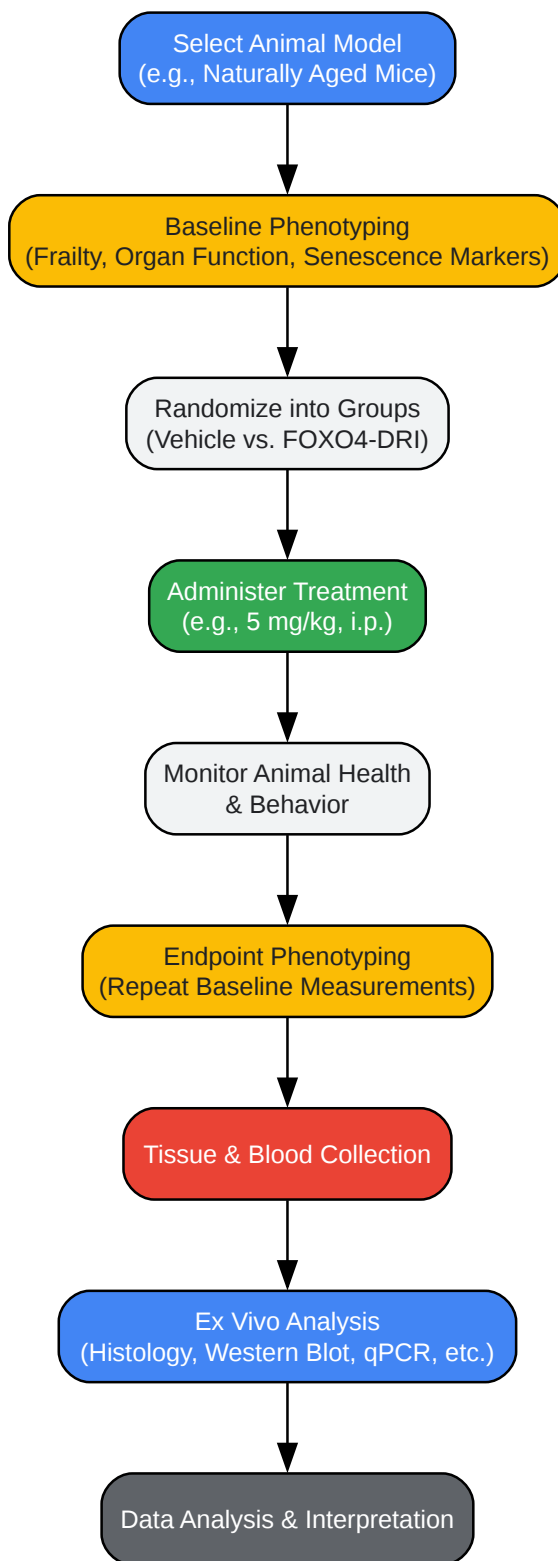 Select Animal Model
(e.g., Naturally Aged Mice)
Baseline Phenotyping
(Frailty, Organ Function, Senescence Markers)
Randomize into Groups
(Vehicle vs. FOXO4-DRI)
Administer Treatment
(e.g., 5 mg/kg, i.p.)
Monitor Animal Health
& Behavior
Endpoint Phenotyping
(Repeat Baseline Measurements)
Tissue & Blood Collection
Ex Vivo Analysis
(Histology, Western Blot, qPCR, etc.)
Data Analysis & Interpretation